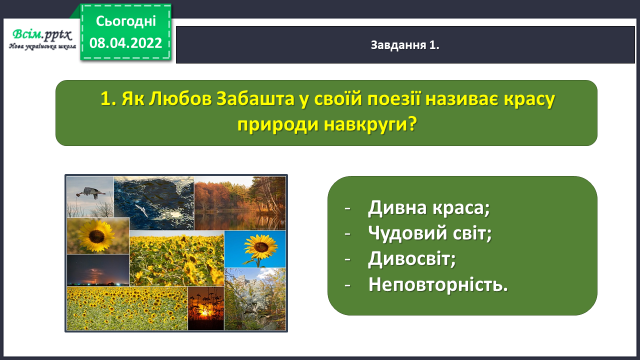 Сьогодні
08.04.2022
Всім.pptx
Нова українська школа
Завдання 1.
1. Як Любов Забашта у своїй поезії називає красу
природи навкруги?
- Дивна краса;
- Чудовий світ;
- Дивосвіт;
- Неповторність.